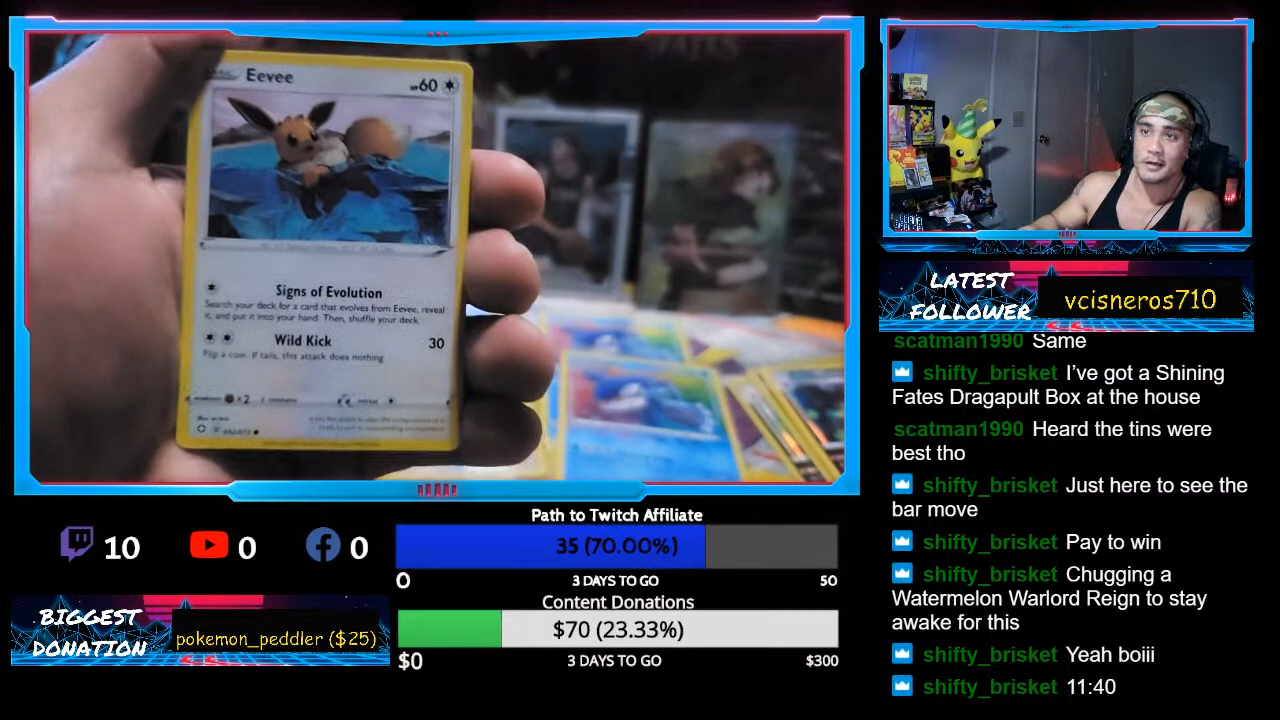 FATES
Eevee
60
Signs of Evolution
Search your deck for a card that evolves from Eevee, reveal
it, and put it into your hand. Then, shuffle your deck.
Wild Kick 30
Flip a coin. If tails, this attack does nothing.
×2
retreat
LATEST
FOLLOWER
vcisneros710
scatman1990 Same
shifty_brisket I've got a Shining
Fates Dragapult Box at the house
scatman1990 Heard the tins were
best tho
shifty_brisket Just here to see the
bar move
shifty_brisket Pay to win
shifty_brisket Chugging a
Watermelon Warlord Reign to stay
awake for this
shifty_brisket Yeah boiii
shifty_brisket 11:40
10 0 0
BIGGEST
DONATION
pokemon_peddler ($25)
Path to Twitch Affiliate
35 (70.00%)
0 3 DAYS TO GO 50
Content Donations
$70 (23.33%)
$0 3 DAYS TO GO $300